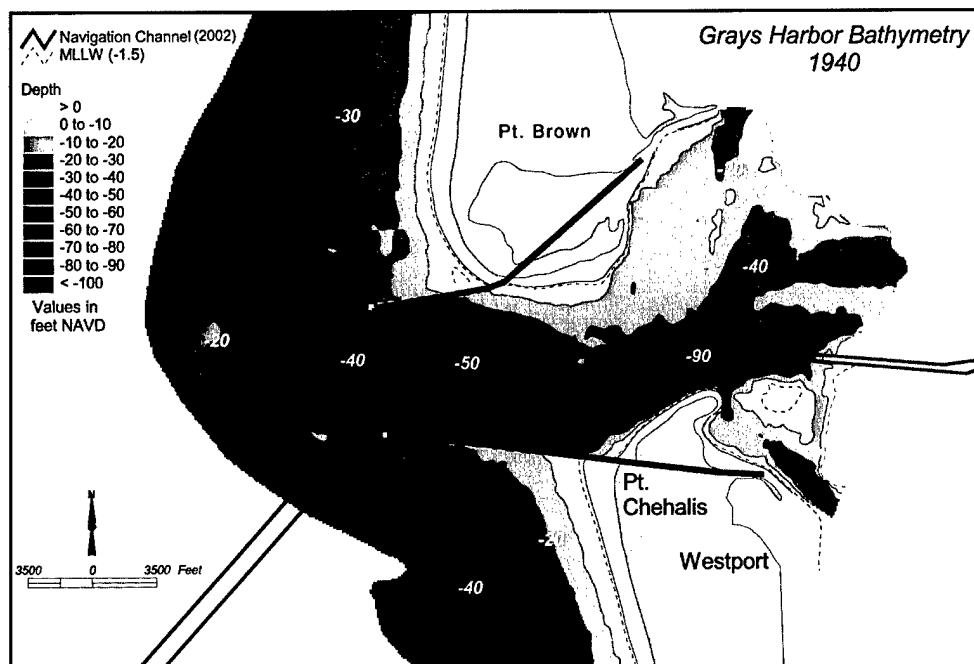 Grays Harbor Bathymetry
1940
Navigation Channel (2002)
MLLW (-1.5)
Depth
> 0
0 to -10
-10 to -20
-20 to -30
-30 to -40
-40 to -50
-50 to -60
-60 to -70
-70 to -80
-80 to -90
< -100
Values in
feet NAVD
-30
Pt. Brown
-40
-20
-40
-50
-90
Pt.
Chehalis
-20
Westport
-40
N
3500 0 3500 Feet